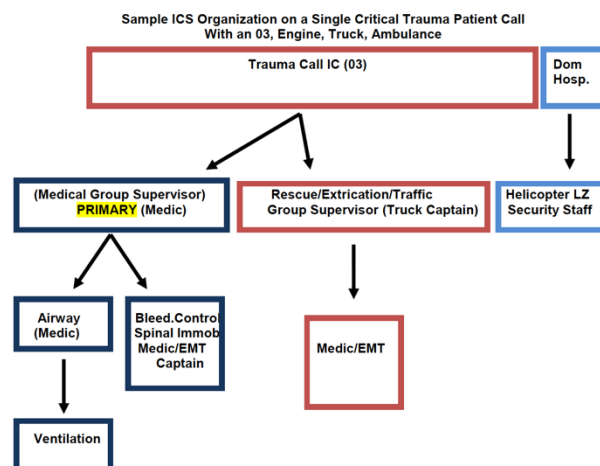 Sample ICS Organization on a Single Critical Trauma Patient Call
With an 03, Engine, Truck, Ambulance
Trauma Call IC (03)
Dom
Hosp.
(Medical Group Supervisor)
PRIMARY (Medic)
Rescue/Extrication/Traffic
Group Supervisor (Truck Captain)
Helicopter LZ
Security Staff
Airway
(Medic)
Bleed.Control
Spinal Immob
Medic/EMT
Captain
Medic/EMT
Ventilation